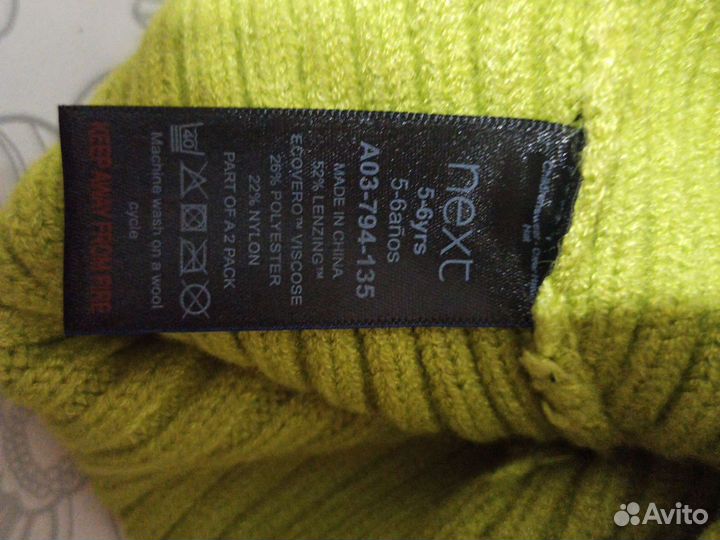 next
5-6yrs
5-6años
A03-794-135
MADE IN CHINA
52% LENZING™
ECOVERO™ VISCOSE
26% POLYESTER
22% NYLON
PART OF A 2 PACK
40
Machine wash on a wool
cycle
KEEP AWAY FROM FIRE
Avito